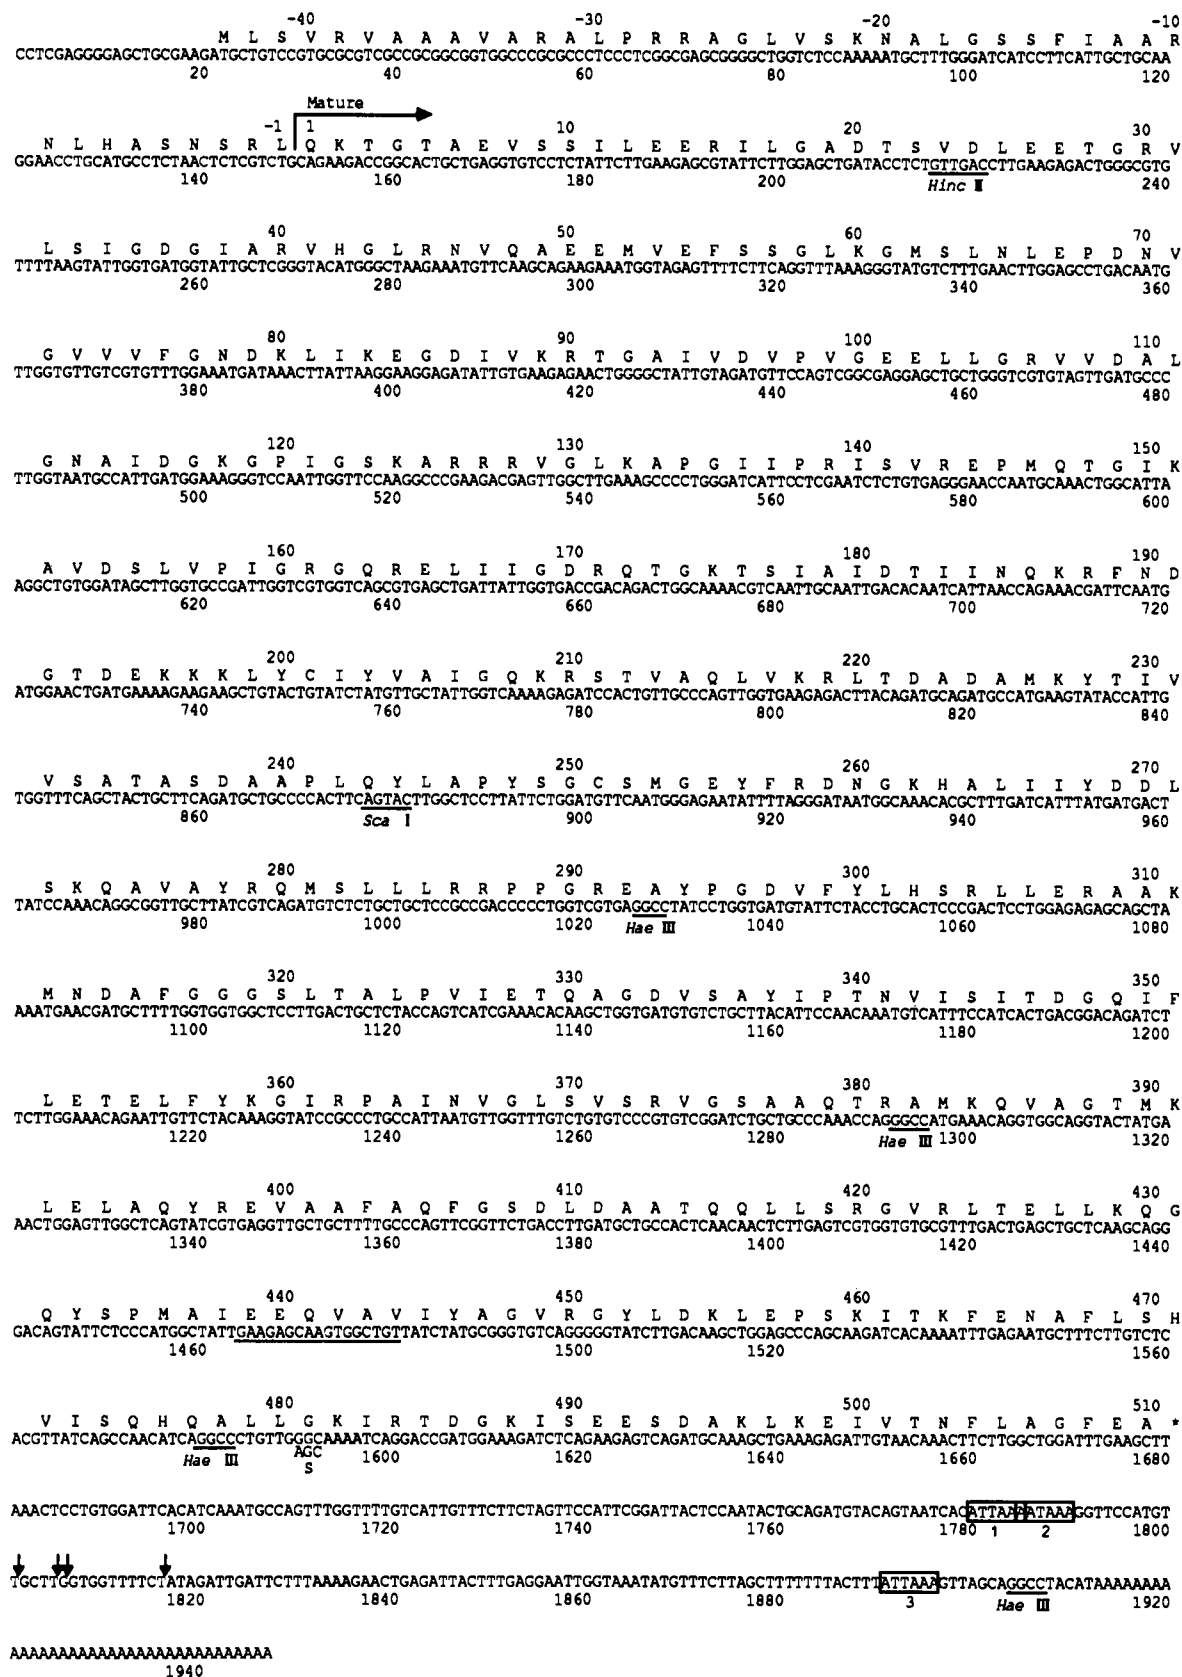 -40 -30 -20 -10
M L S V R V A A A V A R A L P R R A G L V S K N A L G S S F I A A R
CCTCGAGGGGAGCTGCGAAGATGCTGTCCGTGCGCGTCGCCGCGGCGGTGGCCCGCGCCCTCCCTCGGCGAGCGGGGCTGGTCTCCAAAAATGCTTTGGGATCATCCTTCATTGCTGCAA
20 40 60 80 100 120
Mature
-1 1 10 20 30
N L H A S N S R L Q K T G T A E V S S I L E E R I L G A D T S V D L E E T G R V
GGAACCTGCATGCCTCTAACTCTCGTCTGCAGAAGACCGGCACTGCTGAGGTGTCCTCTATTCTTGAAGAGCGTATTCTTGGAGCTGATACCTCTGTTGACCTTGAAGAGACTGGGCGTG
140 160 180 200 Hinc II 240
40 50 60 70
L S I G D G I A R V H G L R N V Q A E E M V E F S S G L K G M S L N L E P D N V
TTTTAAGTATTGGTGATGGTATTGCTCGGGTACATGGGCTAAGAAATGTTCAAGCAGAAGAAATGGTAGAGTTTTCTTCAGGTTTAAAGGGTATGTCTTTGAACTTGGAGCCTGACAATG
260 280 300 320 340 360
80 90 100 110
G V V V F G N D K L I K E G D I V K R T G A I V D V P V G E E L L G R V V D A L
TTGGTGTTGTCGTGTTTGGAAATGATAAACTTATTAAGGAAGGAGATATTGTGAAGAGAACTGGGGCTATTGTAGATGTTCCAGTCGGCGAGGAGCTGCTGGGTCGTGTAGTTGATGCCC
380 400 420 440 460 480
120 130 140 150
G N A I D G K G P I G S K A R R R V G L K A P G I I P R I S V R E P M Q T G I K
TTGGTAATGCCATTGATGGAAAGGGTCCAATTGGTTCCAAGGCCCGAAGACGAGTTGGCTTGAAAGCCCCTGGGATCATTCCTCGAATCTCTGTGAGGGAACCAATGCAAACTGGCATTA
500 520 540 560 580 600
160 170 180 190
A V D S L V P I G R G Q R E L I I G D R Q T G K T S I A I D T I I N Q K R F N D
AGGCTGTGGATAGCTTGGTGCCGATTGGTCGTGGTCAGCGTGAGCTGATTATTGGTGACCGACAGACTGGCAAAACGTCAATTGCAATTGACACAATCATTAACCAGAAACGATTCAATG
620 640 660 680 700 720
200 210 220 230
G T D E K K K L Y C I Y V A I G Q K R S T V A Q L V K R L T D A D A M K Y T I V
ATGGAACTGATGAAAAGAAGAAGCTGTACTGTATCTATGTTGCTATTGGTCAAAAGAGATCCACTGTTGCCCAGTTGGTGAAGAGACTTACAGATGCAGATGCCATGAAGTATACCATTG
740 760 780 800 820 840
240 250 260 270
V S A T A S D A A P L Q Y L A P Y S G C S M G E Y F R D N G K H A L I I Y D D L
TGGTTTCAGCTACTGCTTCAGATGCTGCCCCACTTCAGTACTTGGCTCCTTATTCTGGATGTTCAATGGGAGAATATTTTAGGGATAATGGCAAACACGCTTTGATCATTTATGATGACT
860 Sca I 900 920 940 960
280 290 300 310
S K Q A V A Y R Q M S L L L R R P P G R E A Y P G D V F Y L H S R L L E R A A K
TATCCAAACAGGCGGTTGCTTATCGTCAGATGTCTCTGCTGCTCCGCCGACCCCCTGGTCGTGAGGCCTATCCTGGTGATGTATTCTACCTGCACTCCCGACTCCTGGAGAGAGCAGCTA
980 1000 1020 Hae III 1040 1060 1080
320 330 340 350
M N D A F G G G S L T A L P V I E T Q A G D V S A Y I P T N V I S I T D G Q I F
AAATGAACGATGCTTTTGGTGGTGGCTCCTTGACTGCTCTACCAGTCATCGAAACACAAGCTGGTGATGTGTCTGCTTACATTCCAACAAATGTCATTTCCATCACTGACGGACAGATCT
1100 1120 1140 1160 1180 1200
360 370 380 390
L E T E L F Y K G I R P A I N V G L S V S R V G S A A Q T R A M K Q V A G T M K
TCTTGGAAACAGAATTGTTCTACAAAGGTATCCGCCCTGCCATTAATGTTGGTTTGTCTGTGTCCCGTGTCGGATCTGCTGCCCAAACCAGGGCCATGAAACAGGTGGCAGGTACTATGA
1220 1240 1260 1280 Hae III 1300 1320
400 410 420 430
L E L A Q Y R E V A A F A Q F G S D L D A A T Q Q L L S R G V R L T E L L K Q G
AACTGGAGTTGGCTCAGTATCGTGAGGTTGCTGCTTTTGCCCAGTTCGGTTCTGACCTTGATGCTGCCACTCAACAACTCTTGAGTCGTGGTGTGCGTTTGACTGAGCTGCTCAAGCAGG
1340 1360 1380 1400 1420 1440
440 450 460 470
Q Y S P M A I E E Q V A V I Y A G V R G Y L D K L E P S K I T K F E N A F L S H
GACAGTATTCTCCCATGGCTATTGAAGAGCAAGTGGCTGTTATCTATGCGGGTGTCAGGGGGTATCTTGACAAGCTGGAGCCCAGCAAGATCACAAAATTTGAGAATGCTTTCTTGTCTC
1460 1480 1500 1520 1540 1560
480 490 500 510
V I S Q H Q A L L G K I R T D G K I S E E S D A K L K E I V T N F L A G F E A *
ACGTTATCAGCCAACATCAGGCCCTGTTGGGCAAAATCAGGACCGATGGAAAGATCTCAGAAGAGTCAGATGCAAAGCTGAAAGAGATTGTAACAAACTTCTTGGCTGGATTTGAAGCTT
Hae III AGC 1600 1620 1640 1660 1680
S
AAACTCCTGTGGATTCACATCAAATGCCAGTTTGGTTTTGTCATTGTTTCTTCTAGTTCCATTCGGATTACTCCAATACTGCAGATGTACAGTAATCACATTAAAATAAAGGTTCCATGT
1700 1720 1740 1760 1780 1 2 1800
TGCTTGGTGGTTTTCTATAGATTGATTCTTTAAAAGAACTGAGATTACTTTGAGGAATTGGTAAATATGTTTCTTAGCTTTTTTTACTTTATTAAAGTTAGCAGGCCTACATAAAAAAAA
1820 1840 1860 1880 3 Hae III 1920
AAAAAAAAAAAAAAAAAAAAAAAAAAA
1940